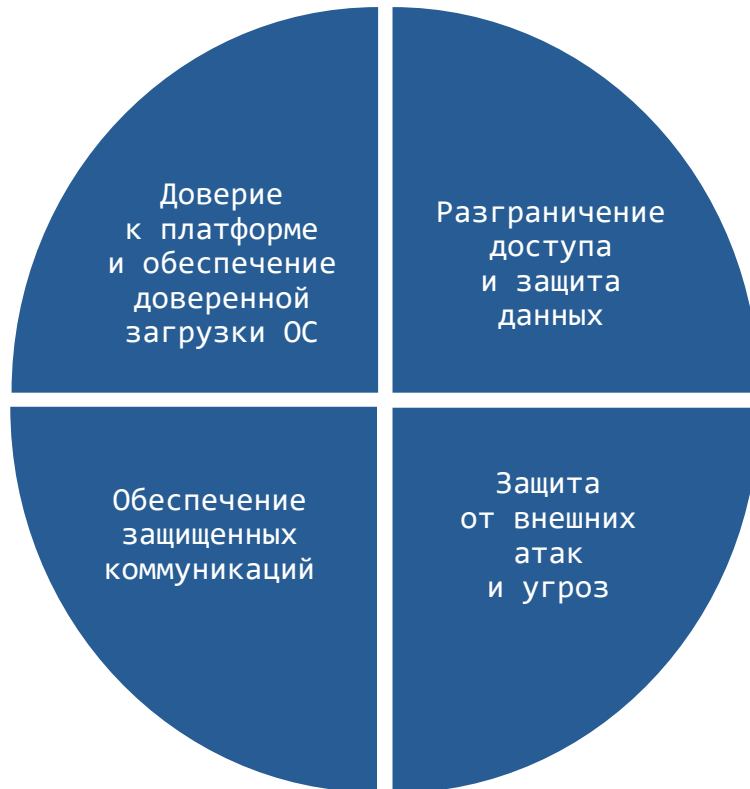 Доверие
к платформе
и обеспечение
доверенной
загрузки ОС
Разграничение
доступа
и защита
данных
Обеспечение
защищенных
коммуникаций
Защита
от внешних
атак
и угроз